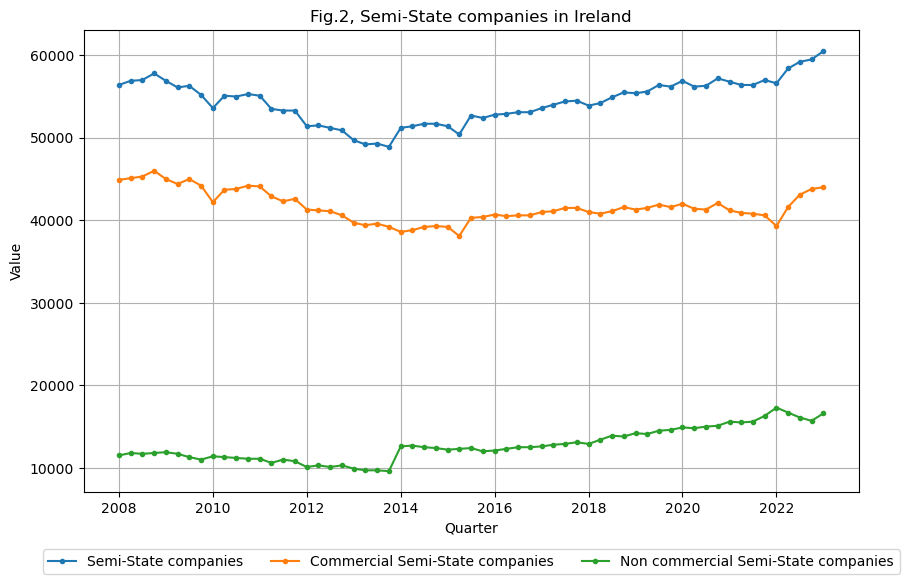 Fig.2, Semi-State companies in Ireland
60000
50000
40000
30000
20000
10000
Value
2008 2010 2012 2014 2016 2018 2020 2022
Quarter
Semi-State companies Commercial Semi-State companies Non commercial Semi-State companies